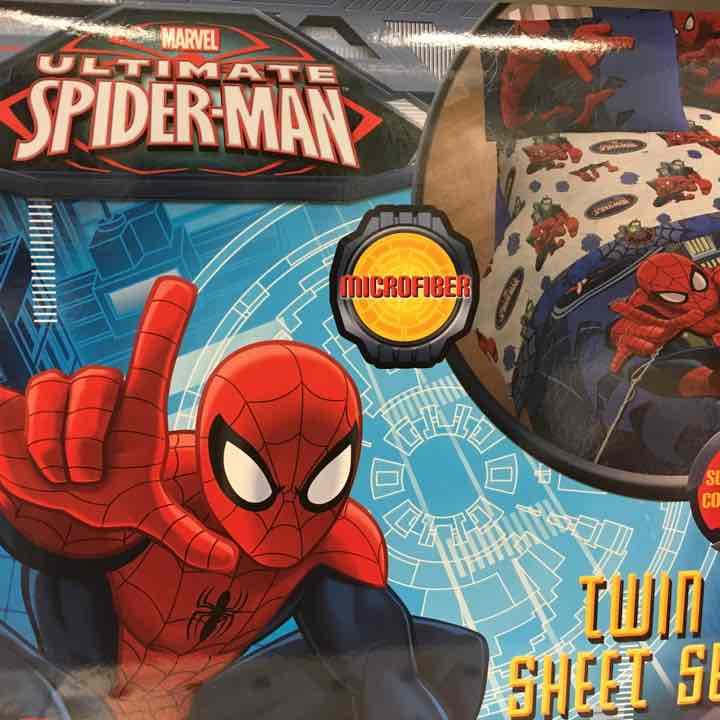 MARVEL
ULTIMATE
SPIDER-MAN
MICROFIBER
TWIN
SHEET SE